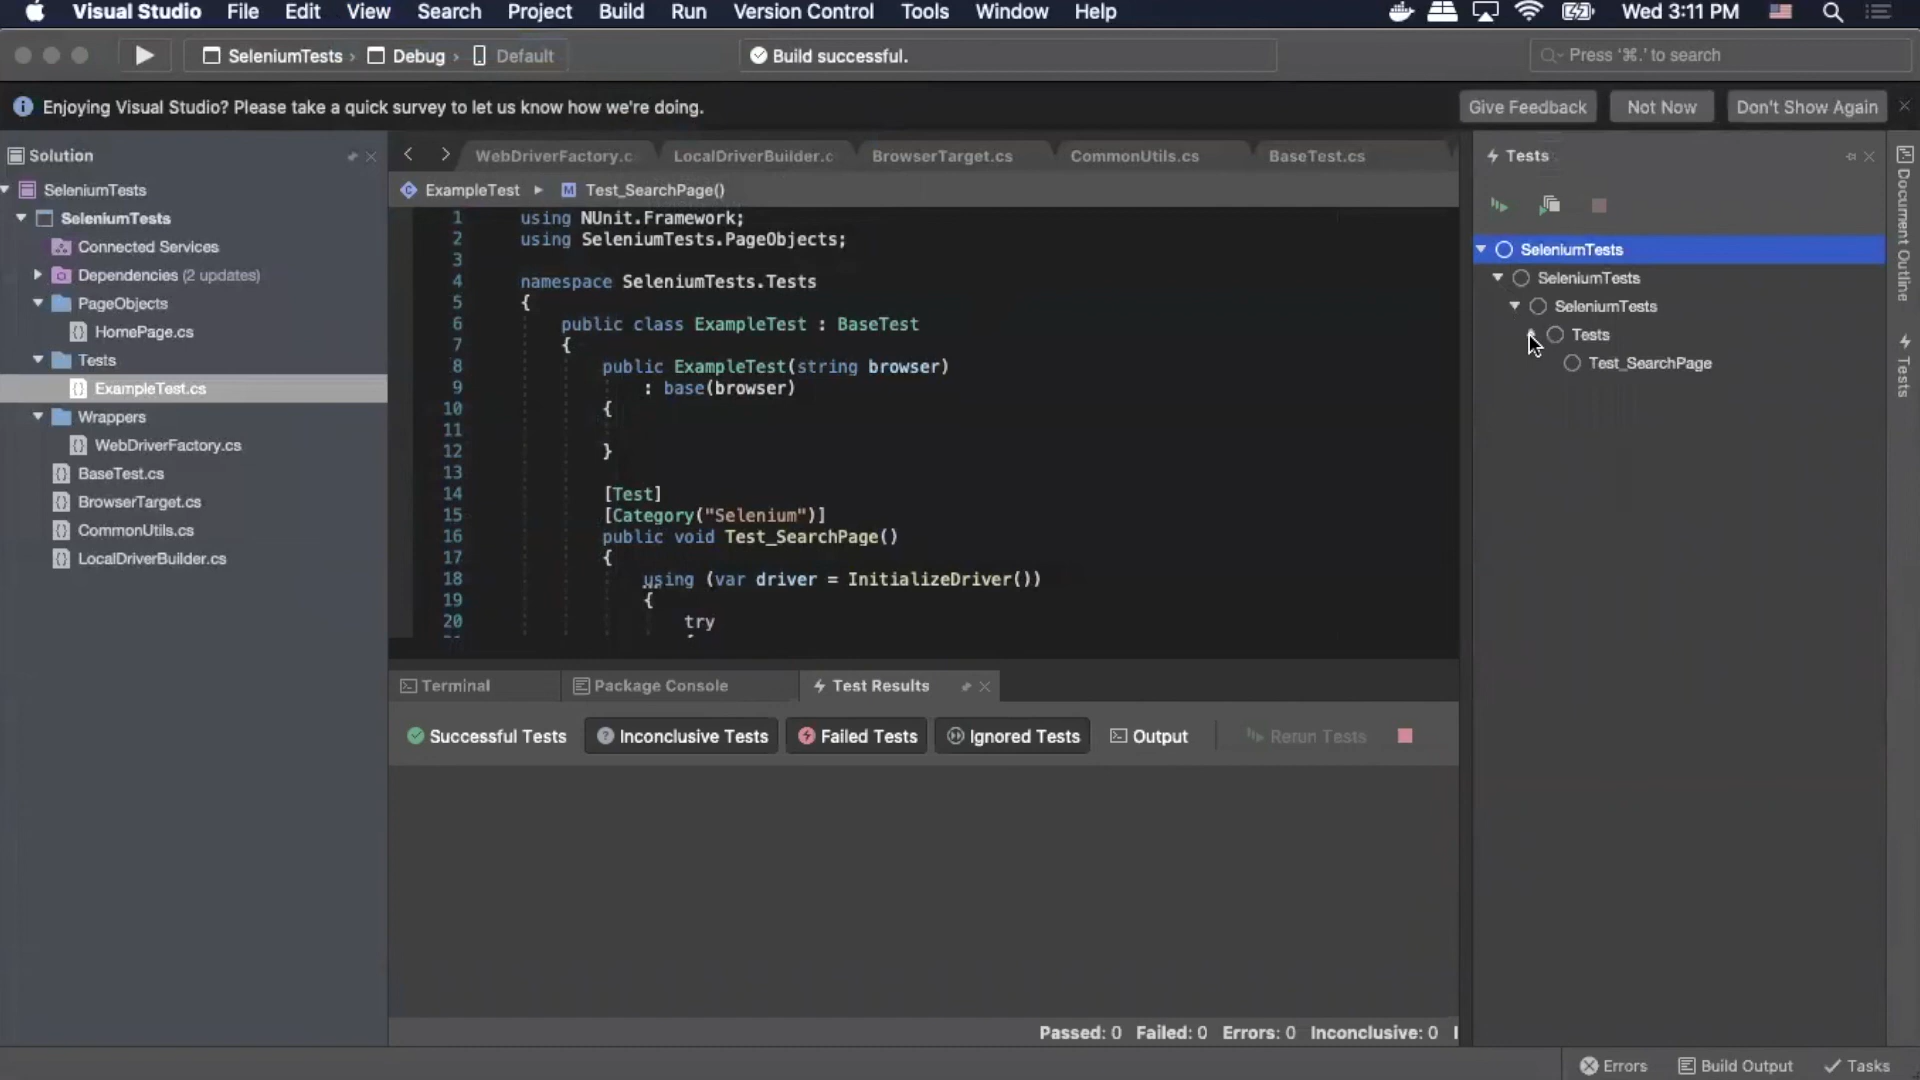 Visual Studio File Edit View Search Project Build Run Version Control Tools Window Help Wed 3:11 PM
SeleniumTests › Debug › Default
Build successful.
Press ‘⌘.’ to search
Enjoying Visual Studio? Please take a quick survey to let us know how we're doing.
Give Feedback
Not Now
Don't Show Again
Solution
SeleniumTests
SeleniumTests
Connected Services
Dependencies (2 updates)
PageObjects
HomePage.cs
Tests
ExampleTest.cs
Wrappers
WebDriverFactory.cs
BaseTest.cs
BrowserTarget.cs
CommonUtils.cs
LocalDriverBuilder.cs
WebDriverFactory.c
LocalDriverBuilder.c
BrowserTarget.cs
CommonUtils.cs
BaseTest.cs
ExampleTest
Test_SearchPage()
1 using NUnit.Framework;
2 using SeleniumTests.PageObjects;
3
4 namespace SeleniumTests.Tests
5 {
6 public class ExampleTest : BaseTest
7 {
8 public ExampleTest(string browser)
9 : base(browser)
10 {
11
12 }
13
14 [Test]
15 [Category("Selenium")]
16 public void Test_SearchPage()
17 {
18 using (var driver = InitializeDriver())
19 {
20 try
Terminal
Package Console
Test Results
Successful Tests
Inconclusive Tests
Failed Tests
Ignored Tests
Output
Rerun Tests
Passed: 0 Failed: 0 Errors: 0 Inconclusive: 0
Tests
SeleniumTests
SeleniumTests
SeleniumTests
Tests
Test_SearchPage
Document Outline
Tests
Errors
Build Output
Tasks